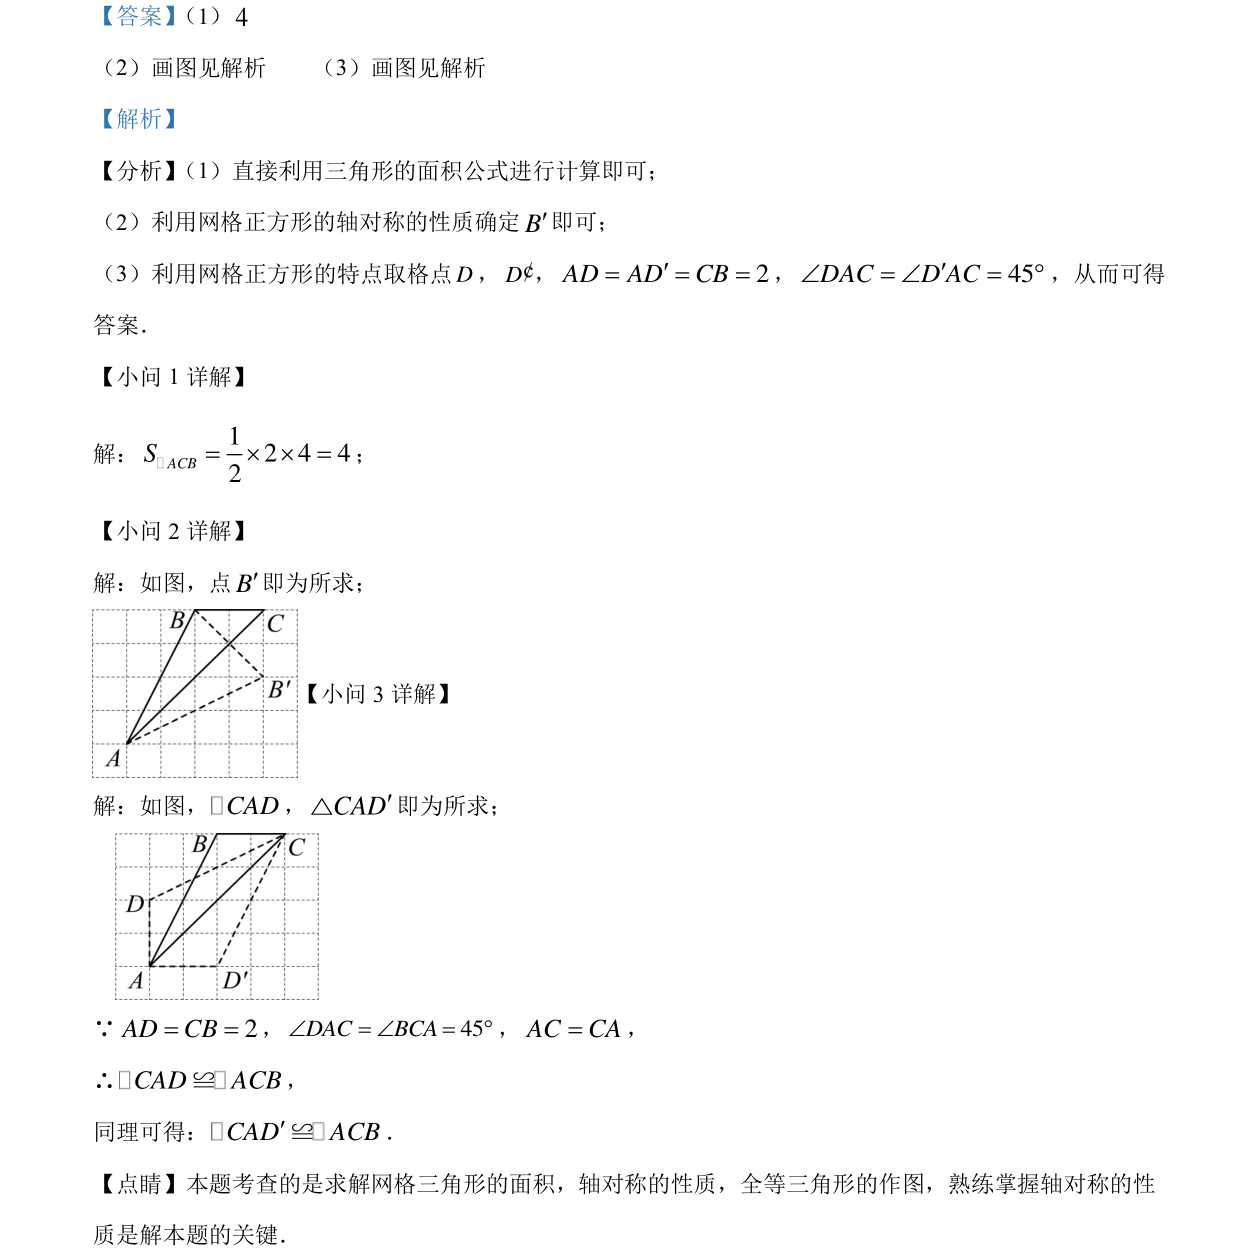 【答案】（1）4
（2）画图见解析 （3）画图见解析
【解析】
【分析】（1）直接利用三角形的面积公式进行计算即可；
（2）利用网格正方形的轴对称的性质确定B′即可；
（3）利用网格正方形的特点取格点D，D¢，AD = AD′ = CB = 2，∠DAC = ∠D′AC = 45°，从而可得
答案．
【小问 1 详解】
解：S□ACB = 1/2 × 2 × 4 = 4；
【小问 2 详解】
解：如图，点B′即为所求；
B
C
B′
A
【小问 3 详解】
解：如图，□CAD，△CAD′即为所求；
B
C
D
A
D′
∵ AD = CB = 2，∠DAC = ∠BCA = 45°，AC = CA，
∴□CAD≌□ACB，
同理可得：□CAD′≌□ACB．
【点睛】本题考查的是求解网格三角形的面积，轴对称的性质，全等三角形的作图，熟练掌握轴对称的性
质是解本题的关键．